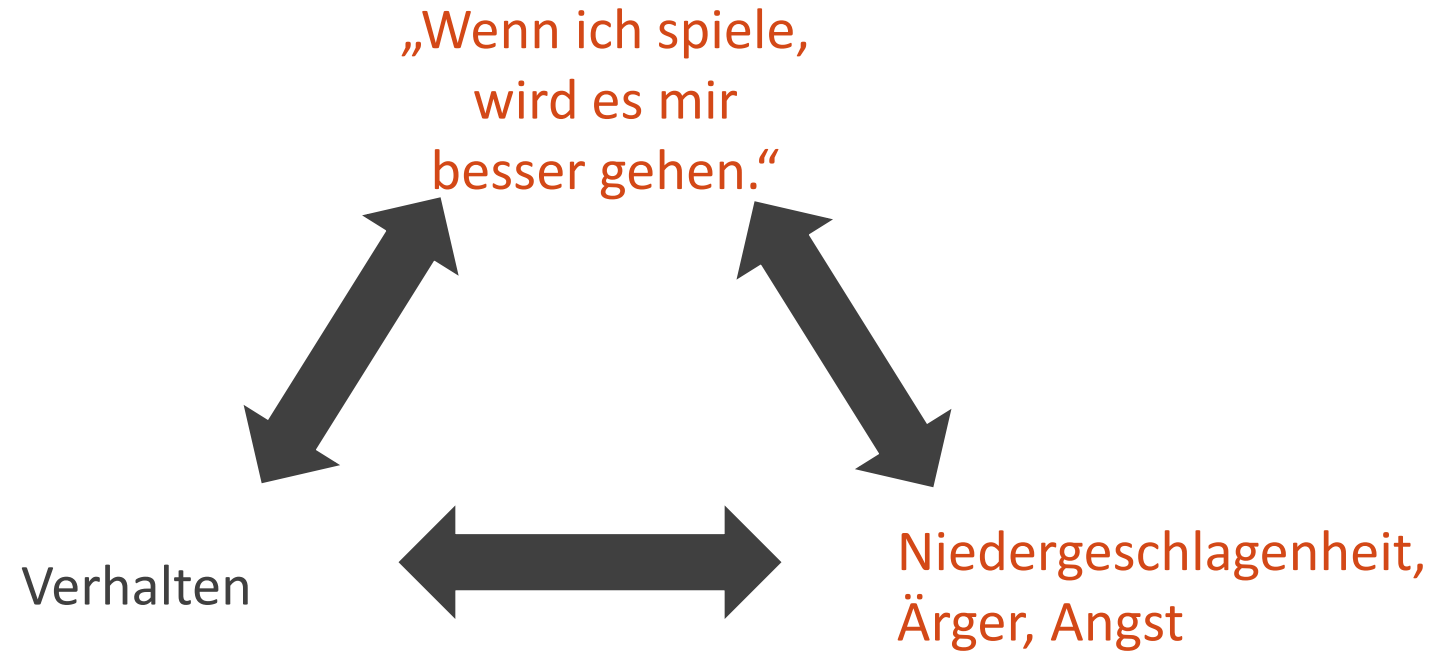 „Wenn ich spiele,
wird es mir
besser gehen.“
Verhalten
Niedergeschlagenheit,
Ärger, Angst